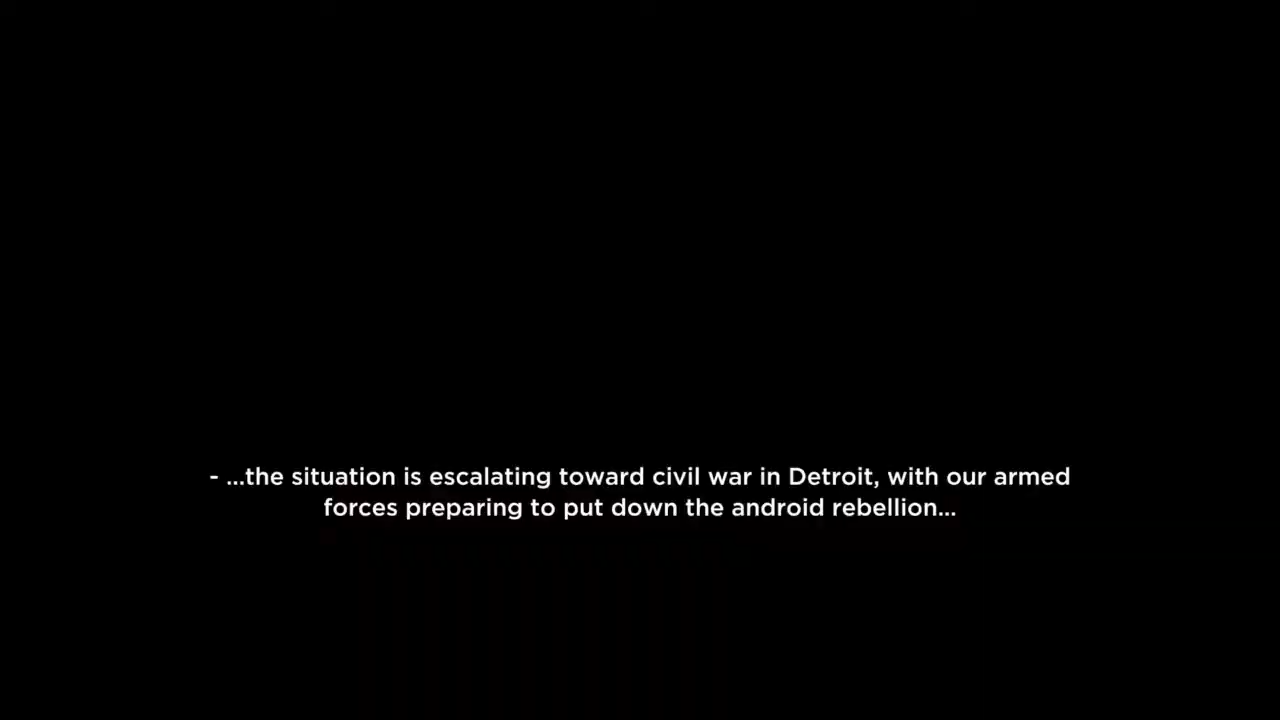 - ...the situation is escalating toward civil war in Detroit, with our armed
forces preparing to put down the android rebellion...